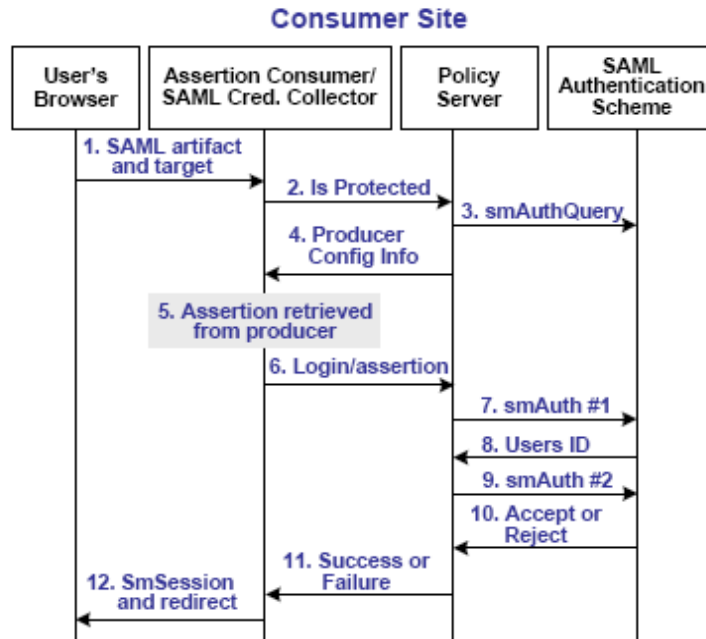 Consumer Site
User's
Browser
Assertion Consumer/
SAML Cred. Collector
Policy
Server
SAML
Authentication
Scheme
1. SAML artifact
and target
2. Is Protected
3. smAuthQuery
4. Producer
Config Info
5. Assertion retrieved
from producer
6. Login/assertion
7. smAuth #1
8. Users ID
9. smAuth #2
10. Accept or
Reject
11. Success or
Failure
12. SmSession
and redirect